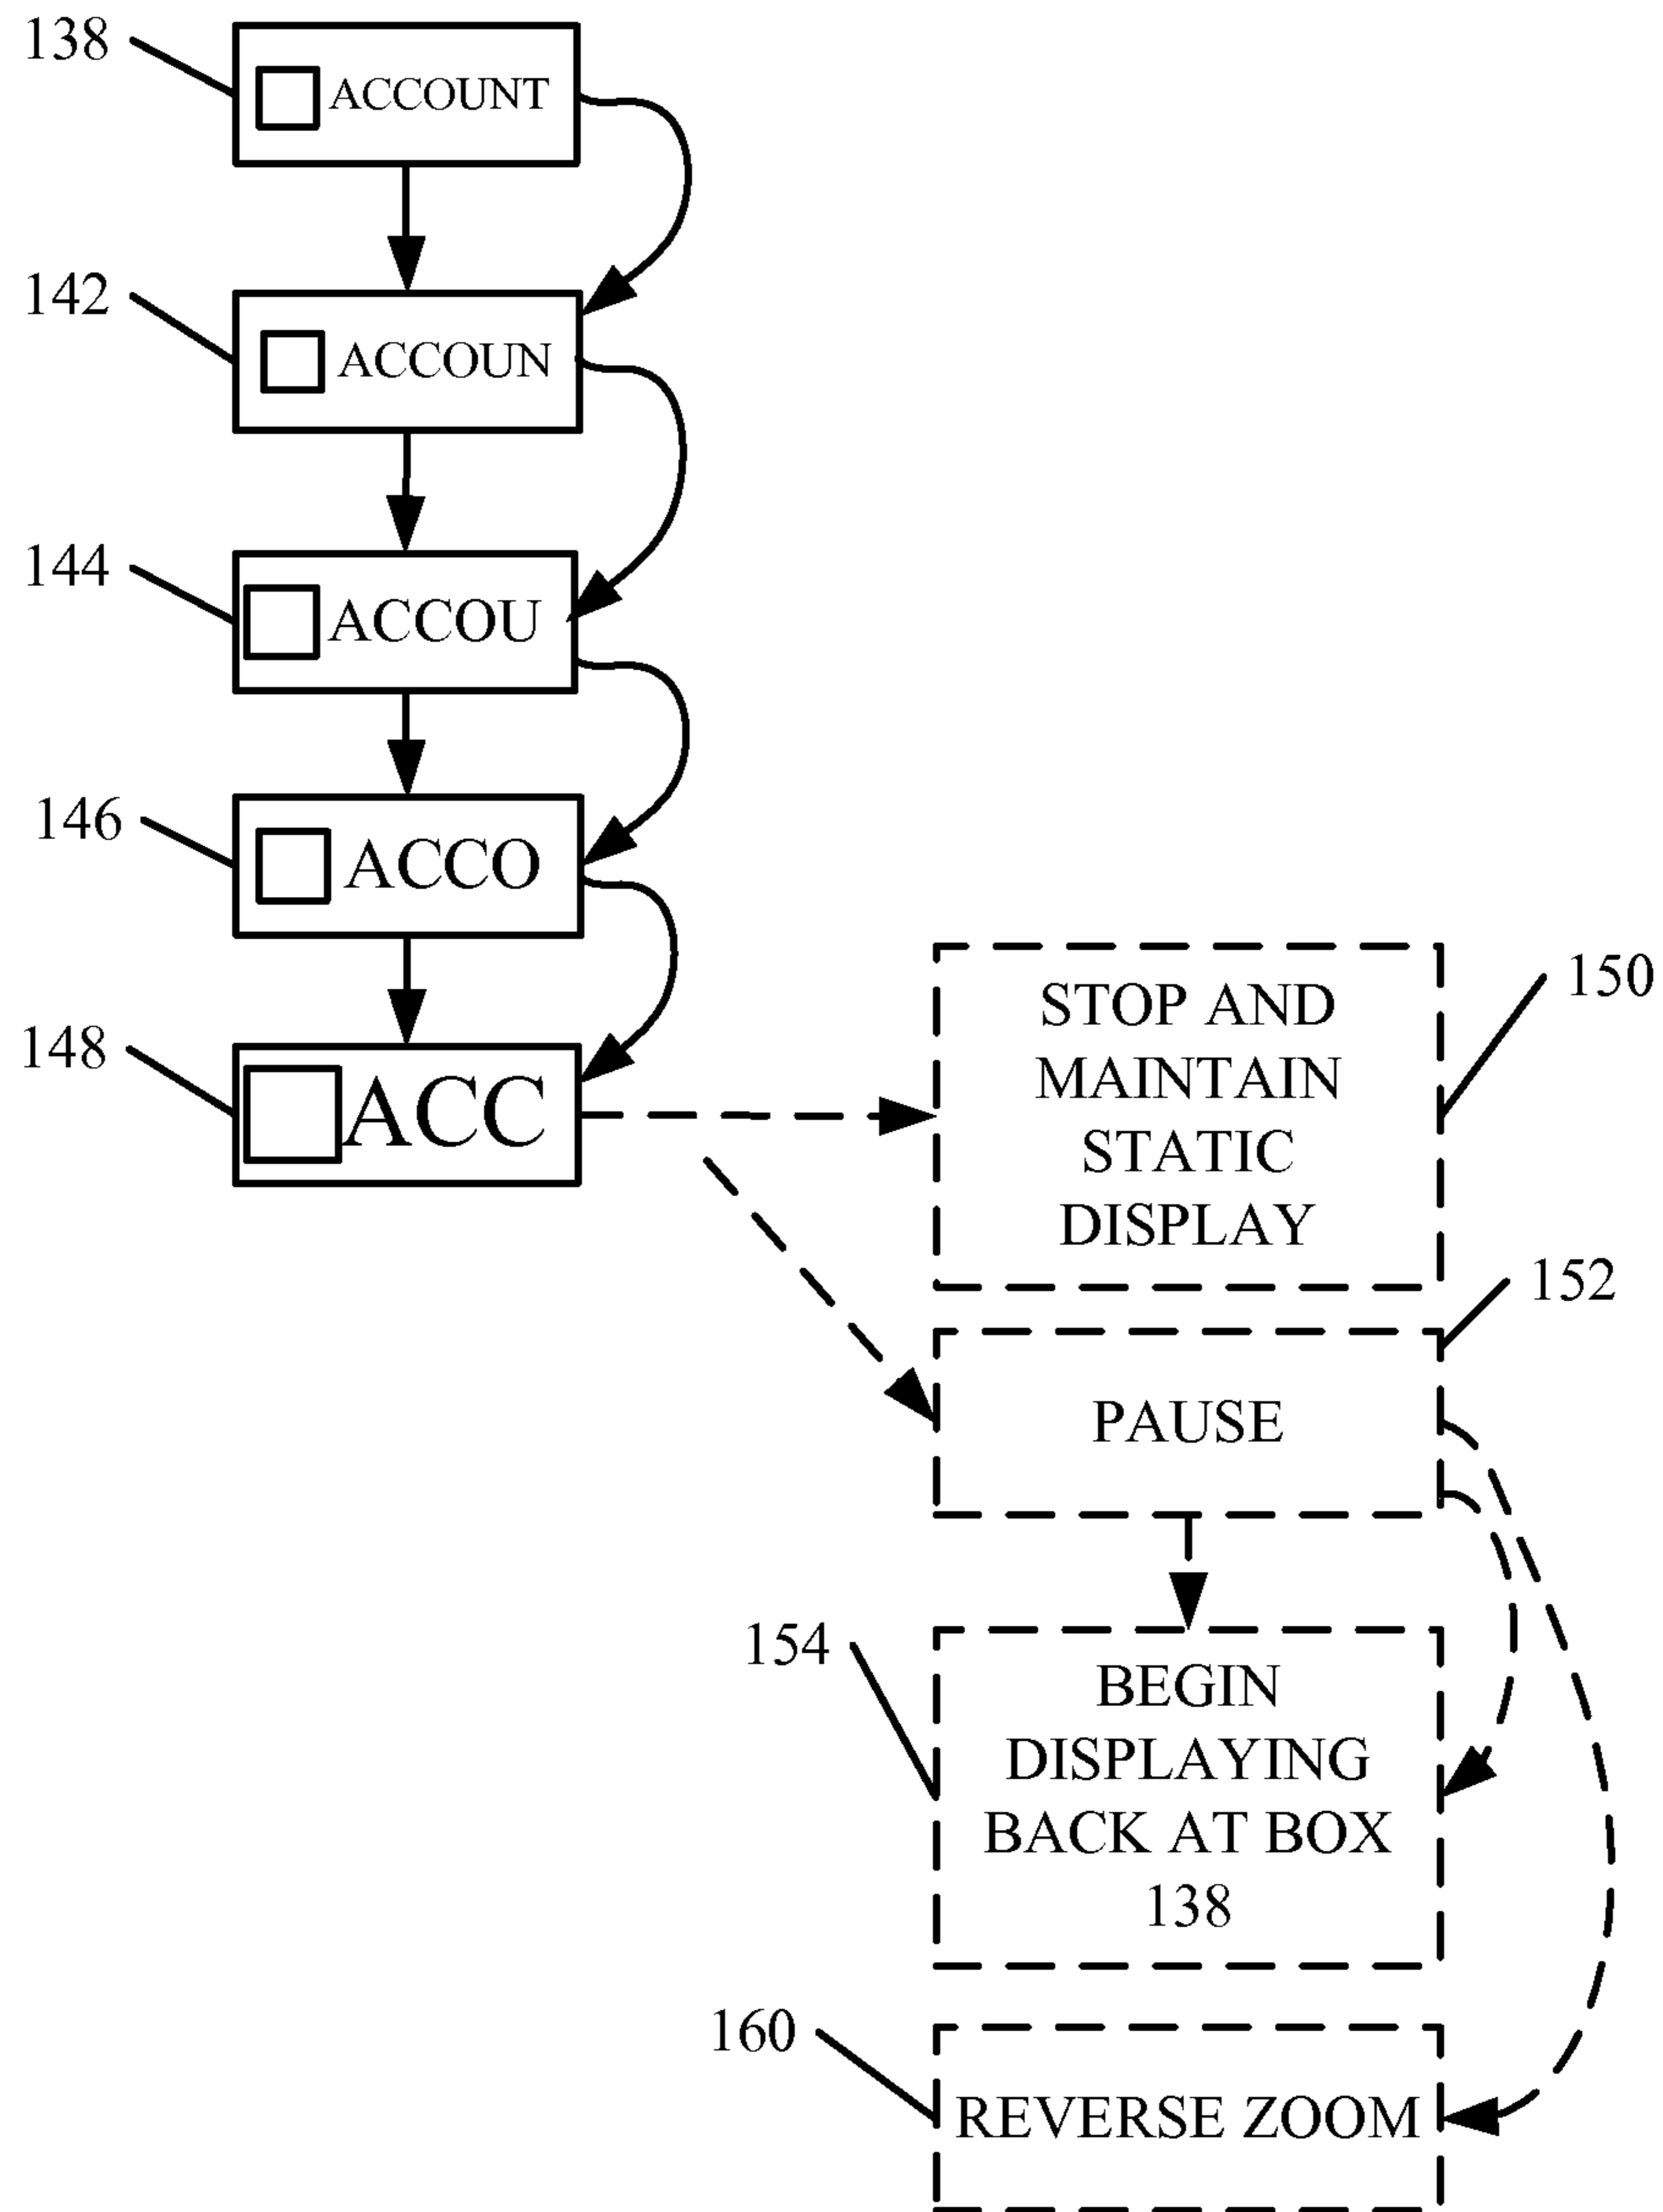 138
ACCOUNT
142
ACCOUN
144
ACCOU
146
ACCO
148
ACC
STOP AND
MAINTAIN
STATIC
DISPLAY
150
152
PAUSE
154
BEGIN
DISPLAYING
BACK AT BOX
138
160
REVERSE ZOOM